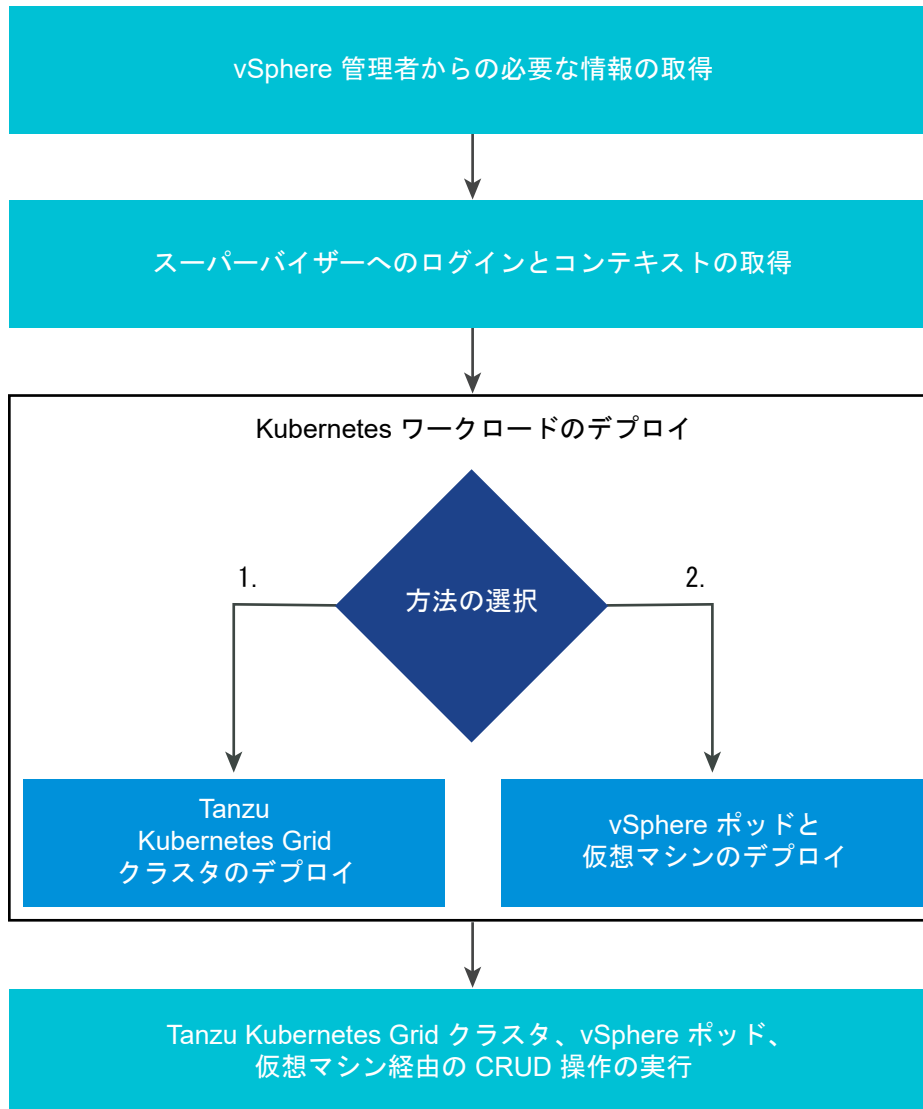 vSphere 管理者からの必要な情報の取得
スーパーバイザーへのログインとコンテキストの取得
Kubernetes ワークロードのデプロイ
1.
2.
方法の選択
Tanzu
Kubernetes Grid
クラスタのデプロイ
vSphere ポッドと
仮想マシンのデプロイ
Tanzu Kubernetes Grid クラスタ、vSphere ポッド、
仮想マシン経由の CRUD 操作の実行